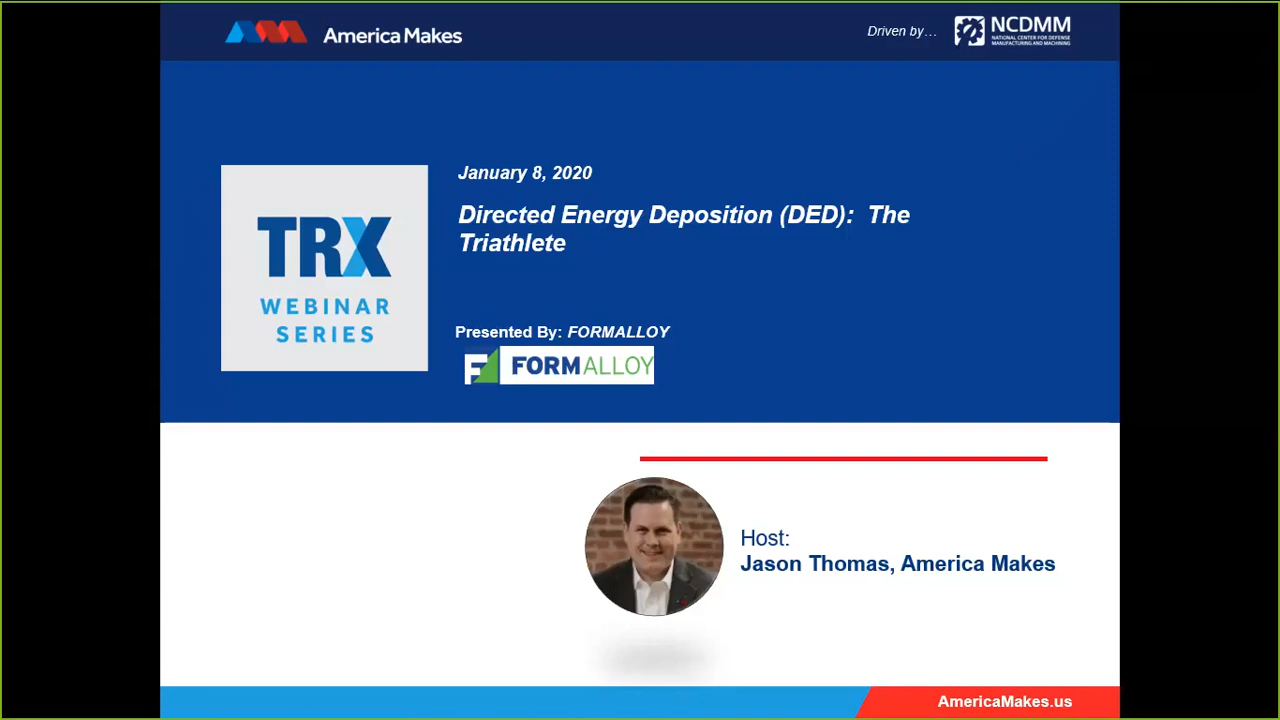 America Makes
Driven by...
NCDMM
NATIONAL CENTER FOR DEFENSE
MANUFACTURING AND MACHINING
January 8, 2020
Directed Energy Deposition (DED):  The
Triathlete
TRX
WEBINAR
SERIES
Presented By: FORMALLOY
FORMALLOY
Host:
Jason Thomas, America Makes
AmericaMakes.us